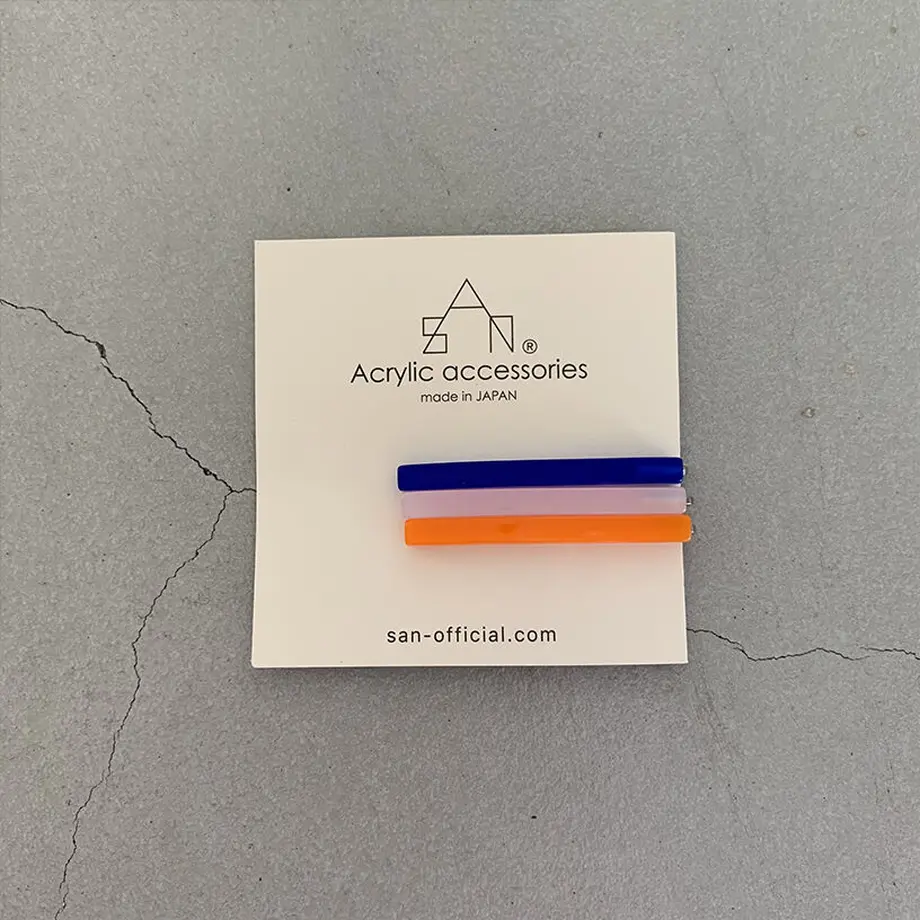 SAN®
Acrylic accessories
made in JAPAN
san-official.com